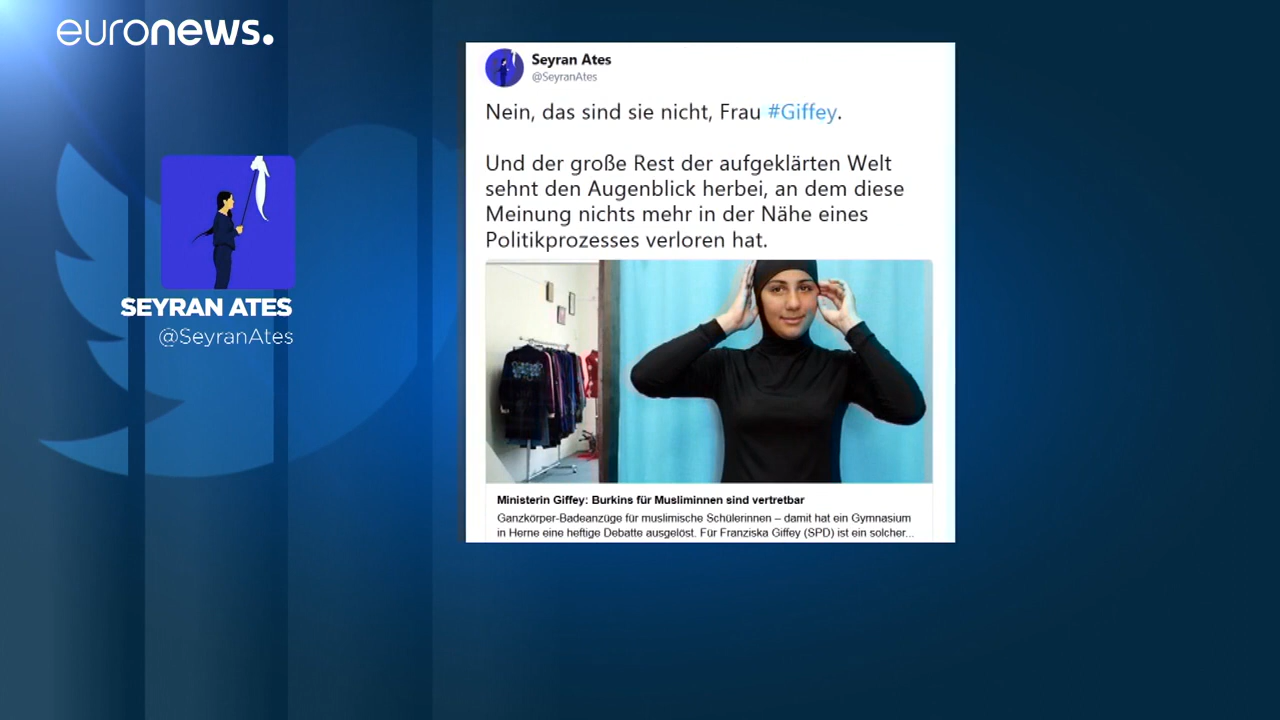 euronews.
Seyran Ates
@SeyranAtes
Nein, das sind sie nicht, Frau #Giffey.
Und der große Rest der aufgeklärten Welt
sehnt den Augenblick herbei, an dem diese
Meinung nichts mehr in der Nähe eines
Politikprozesses verloren hat.
SEYRAN ATES
@SeyranAtes
Ministerin Giffey: Burkins für Musliminnen sind vertretbar
Ganzkörper-Badeanzüge für muslimische Schülerinnen – damit hat ein Gymnasium
in Herne eine heftige Debatte ausgelöst. Für Franziska Giffey (SPD) ist ein solcher...